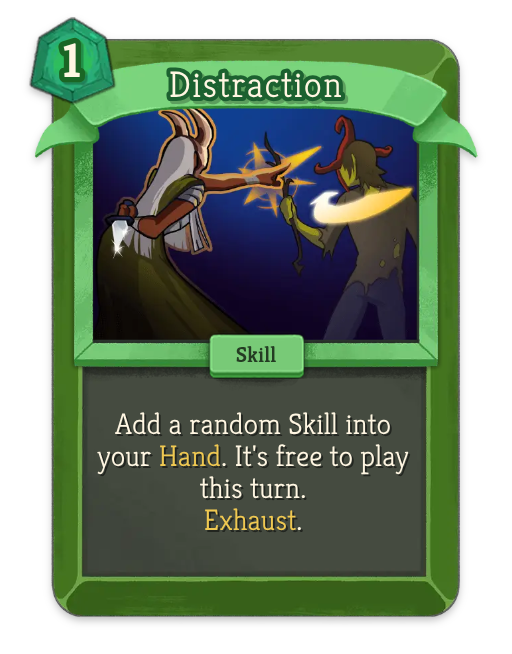 1
Distraction
Skill
Add a random Skill into
your Hand. It's free to play
this turn.
Exhaust.